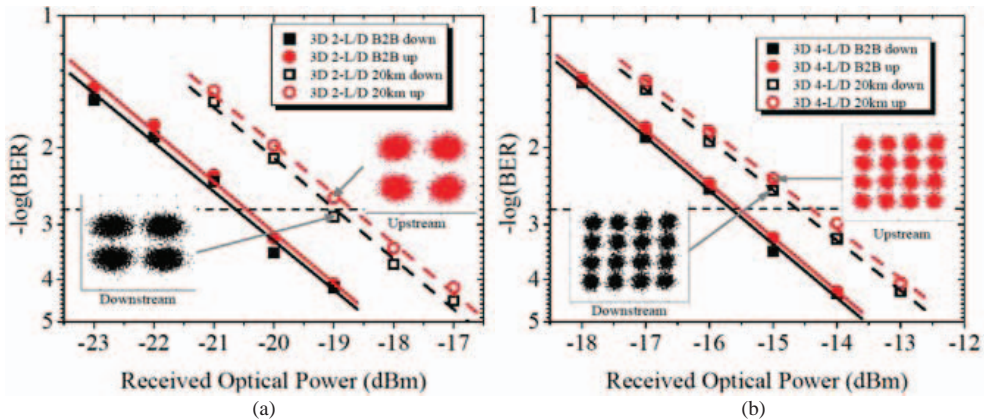 (a)
3D 2-L/D B2B down
3D 2-L/D B2B up
3D 2-L/D 20km down
3D 2-L/D 20km up
1
2
3
4
5
-log(BER)
Upstream
Downstream
-23 -22 -21 -20 -19 -18 -17
Received Optical Power (dBm)
(a)
(b)
3D 4-L/D B2B down
3D 4-L/D B2B up
3D 4-L/D 20km down
3D 4-L/D 20km up
1
2
3
4
5
-log(BER)
Upstream
Downstream
-18 -17 -16 -15 -14 -13 -12
Received Optical Power (dBm)
(b)